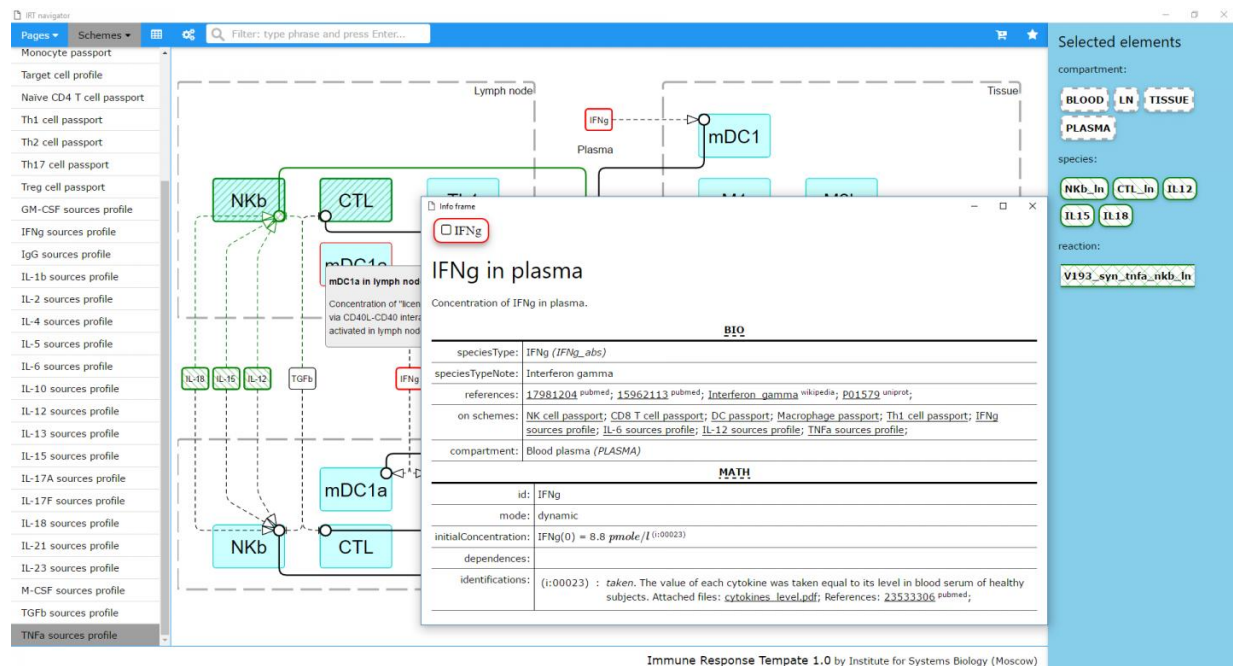 IRT navigator
Pages
Schemes
Filter: type phrase and press Enter...
Monocyte passport
Target cell profile
Naïve CD4 T cell passport
Th1 cell passport
Th2 cell passport
Th17 cell passport
Treg cell passport
GM-CSF sources profile
IFNg sources profile
IgG sources profile
IL-1b sources profile
IL-2 sources profile
IL-4 sources profile
IL-5 sources profile
IL-6 sources profile
IL-10 sources profile
IL-12 sources profile
IL-13 sources profile
IL-15 sources profile
IL-17A sources profile
IL-17F sources profile
IL-18 sources profile
IL-21 sources profile
IL-23 sources profile
M-CSF sources profile
TGFb sources profile
TNFa sources profile
Lymph node
Tissue
IFNg
Plasma
mDC1
NKb
CTL
mDC1a in lymph nod
Concentration of "licen
via CD40L-CD40 intera
activated in lymph nod
IL-18
IL-15
IL-12
TGFb
IFNg
mDC1a
NKb
CTL
Info frame
IFNg
IFNg in plasma
Concentration of IFNg in plasma.
BIO
speciesType: IFNg (IFNg_abs)
speciesTypeNote: Interferon gamma
references: 17981204 pubmed; 15962113 pubmed; Interferon_gamma wikipedia; P01579 uniprot;
on schemes: NK cell passport; CD8 T cell passport; DC passport; Macrophage passport; Th1 cell passport; IFNg
sources profile; IL-6 sources profile; IL-12 sources profile; TNFa sources profile;
compartment: Blood plasma (PLASMA)
MATH
id: IFNg
mode: dynamic
initialConcentration: IFNg(0) = 8.8 pmole/l (i:00023)
dependences:
identifications: (i:00023) : taken. The value of each cytokine was taken equal to its level in blood serum of healthy
subjects. Attached files: cytokines_level.pdf; References: 23533306 pubmed;
Selected elements
compartment:
BLOOD LN TISSUE
PLASMA
species:
NKb_ln CTL_ln IL12
IL15 IL18
reaction:
V193_syn_tnfa_nkb_ln
Immune Response Tempate 1.0 by Institute for Systems Biology (Moscow)